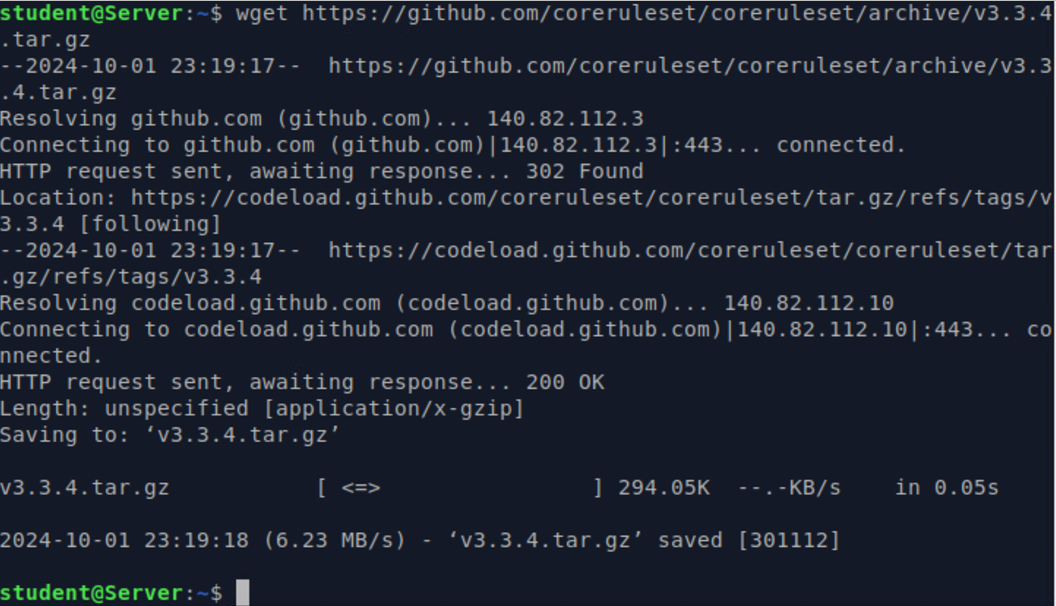 student@Server:~$ wget https://github.com/coreruleset/coreruleset/archive/v3.3.4
.tar.gz
--2024-10-01 23:19:17--  https://github.com/coreruleset/coreruleset/archive/v3.3
.4.tar.gz
Resolving github.com (github.com)... 140.82.112.3
Connecting to github.com (github.com)|140.82.112.3|:443... connected.
HTTP request sent, awaiting response... 302 Found
Location: https://codeload.github.com/coreruleset/coreruleset/tar.gz/refs/tags/v
3.3.4 [following]
--2024-10-01 23:19:17--  https://codeload.github.com/coreruleset/coreruleset/tar
.gz/refs/tags/v3.3.4
Resolving codeload.github.com (codeload.github.com)... 140.82.112.10
Connecting to codeload.github.com (codeload.github.com)|140.82.112.10|:443... co
nnected.
HTTP request sent, awaiting response... 200 OK
Length: unspecified [application/x-gzip]
Saving to: ‘v3.3.4.tar.gz’

v3.3.4.tar.gz              [ <=>                    ] 294.05K  --.-KB/s    in 0.05s

2024-10-01 23:19:18 (6.23 MB/s) - ‘v3.3.4.tar.gz’ saved [301112]

student@Server:~$